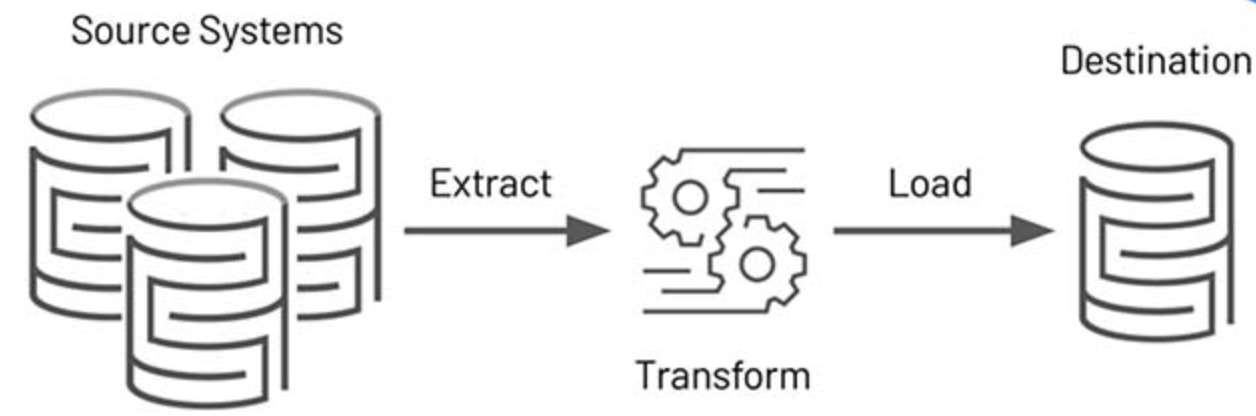 Source Systems
Destination
Extract
Load
Transform